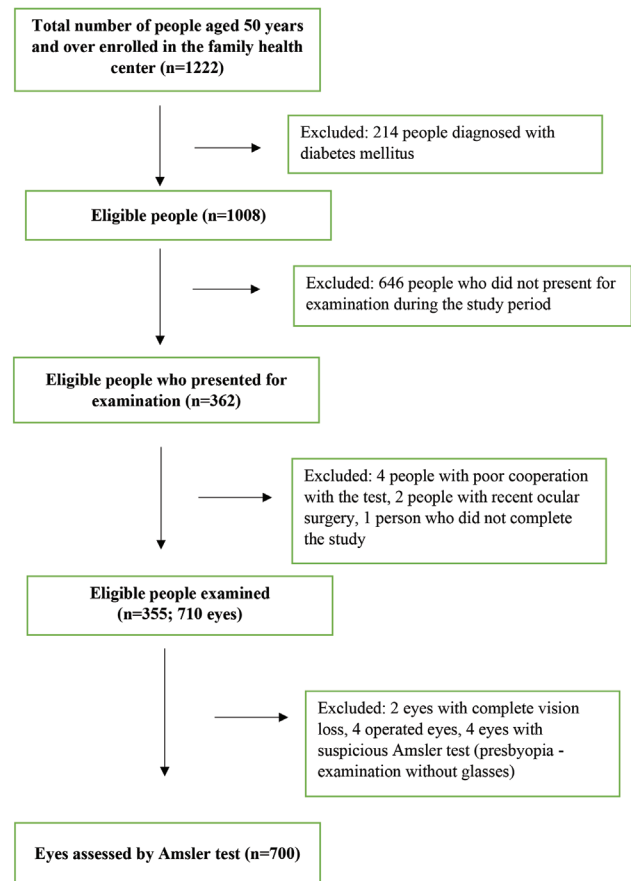 Total number of people aged 50 years
and over enrolled in the family health
center (n=1222)
Excluded: 214 people diagnosed with
diabetes mellitus
Eligible people (n=1008)
Excluded: 646 people who did not present for
examination during the study period
Eligible people who presented for
examination (n=362)
Excluded: 4 people with poor cooperation
with the test, 2 people with recent ocular
surgery, 1 person who did not complete
the study
Eligible people examined
(n=355; 710 eyes)
Excluded: 2 eyes with complete vision
loss, 4 operated eyes, 4 eyes with
suspicious Amsler test (presbyopia -
examination without glasses)
Eyes assessed by Amsler test (n=700)